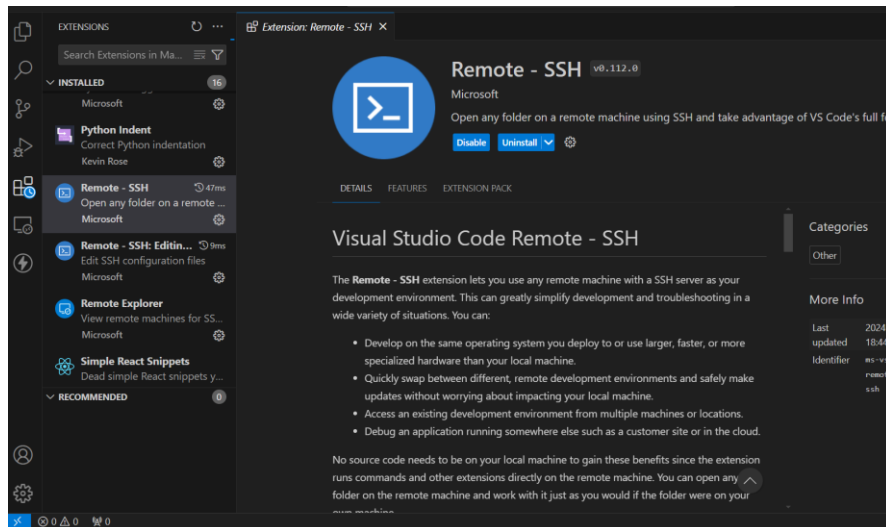 EXTENSIONS
Search Extensions in Ma...
INSTALLED 16
Microsoft
Python Indent
Correct Python indentation
Kevin Rose
Remote - SSH 47ms
Open any folder on a remote ...
Microsoft
Remote - SSH: Editin... 9ms
Edit SSH configuration files
Microsoft
Remote Explorer
View remote machines for SS...
Microsoft
Simple React Snippets
Dead simple React snippets y...
RECOMMENDED 0
0 0 0
Extension: Remote - SSH
Remote - SSH v0.112.0
Microsoft
Open any folder on a remote machine using SSH and take advantage of VS Code's full
Disable Uninstall
DETAILS FEATURES EXTENSION PACK
Visual Studio Code Remote - SSH
The Remote - SSH extension lets you use any remote machine with a SSH server as your
development environment. This can greatly simplify development and troubleshooting in a
wide variety of situations. You can:
• Develop on the same operating system you deploy to or use larger, faster, or more
specialized hardware than your local machine.
• Quickly swap between different, remote development environments and safely make
updates without worrying about impacting your local machine.
• Access an existing development environment from multiple machines or locations.
• Debug an application running somewhere else such as a customer site or in the cloud.
No source code needs to be on your local machine to gain these benefits since the extension
runs commands and other extensions directly on the remote machine. You can open any
folder on the remote machine and work with it just as you would if the folder were on your
own machine.
Categories
Other
More Info
Last 2024
updated 18:44
Identifier ms-vs
remot
ssh